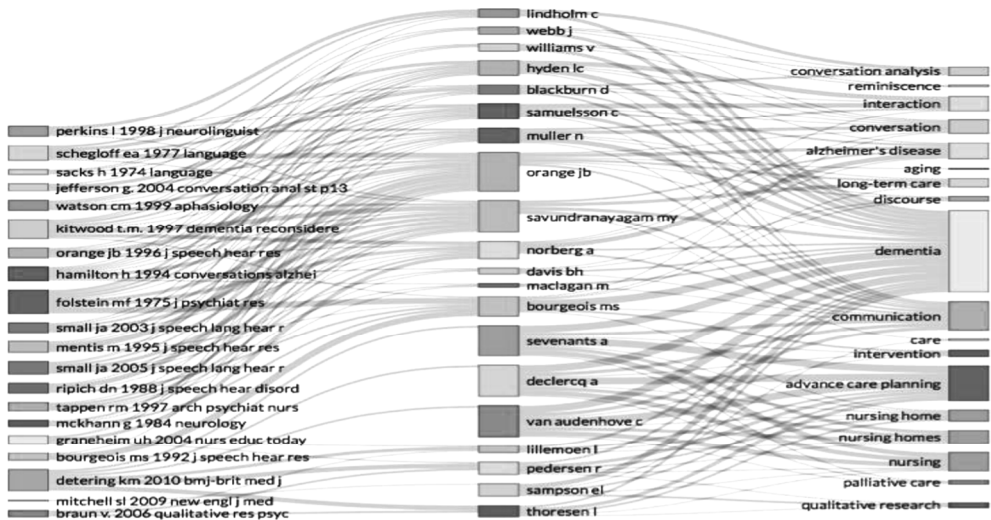 perkins l 1998 j neurolinguist
schegloff ea 1977 language
sacks h 1974 language
jefferson g. 2004 conversation anal st p13
watson cm 1999 aphasiology
kitwood t.m. 1997 dementia reconsidere
orange jb 1996 j speech hear res
hamilton h 1994 conversations alzhei
folstein mf 1975 j psychiat res
small ja 2003 j speech lang hear r
mentis m 1995 j speech hear res
small ja 2005 j speech lang hear r
ripich dn 1988 j speech hear disord
tappen rm 1997 arch psychiat nurs
mckhann g 1984 neurology
graneheim uh 2004 nurs educ today
bourgeois ms 1992 j speech hear res
detering km 2010 bmj-brit med j
mitchell sl 2009 new engl j med
braun v. 2006 qualitative res psyc
lindholm c
webb j
williams v
hyden lc
blackburn d
samuelsson c
muller n
orange jb
savundranayagam my
norberg a
davis bh
maclagan m
bourgeois ms
sevenants a
declercq a
van audenhove c
lillemoen l
pedersen r
sampson el
thoresen l
conversation analysis
reminiscence
interaction
conversation
alzheimer's disease
aging
long-term care
discourse
dementia
communication
care
intervention
advance care planning
nursing home
nursing homes
nursing
palliative care
qualitative research